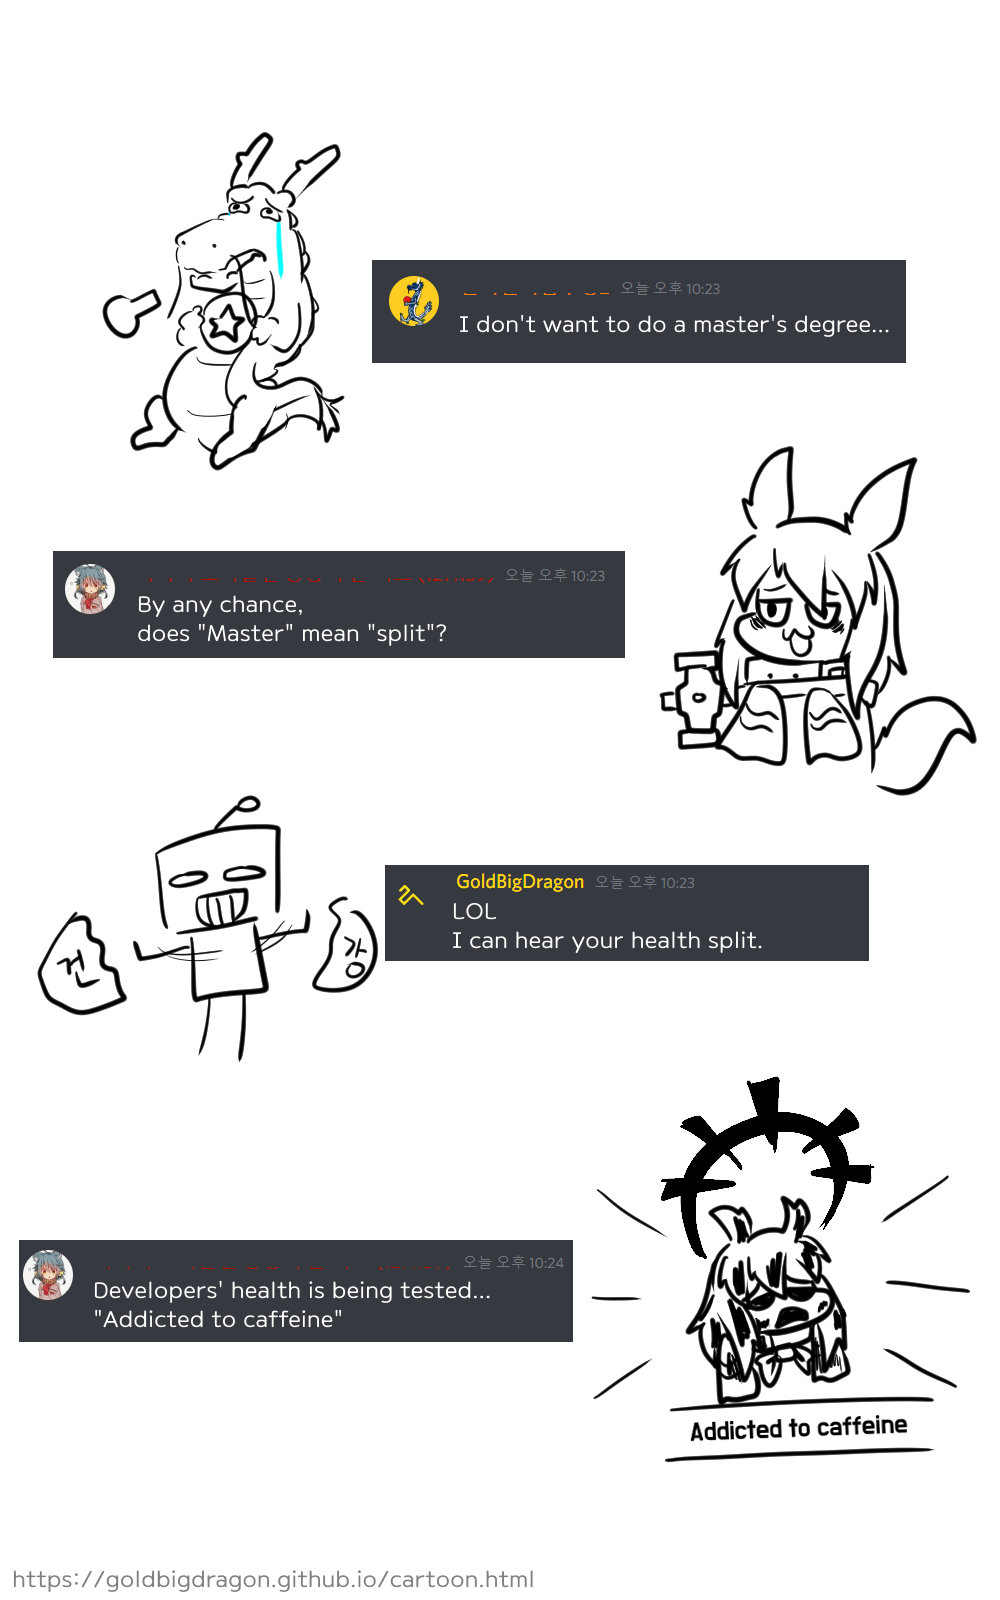 오늘 오후 10:23
I don't want to do a master's degree...
오늘 오후 10:23
By any chance,
does "Master" mean "split"?
GoldBigDragon 오늘 오후 10:23
LOL
I can hear your health split.
건
강
오늘 오후 10:24
Developers' health is being tested...
"Addicted to caffeine"
Addicted to caffeine
https://goldbigdragon.github.io/cartoon.html